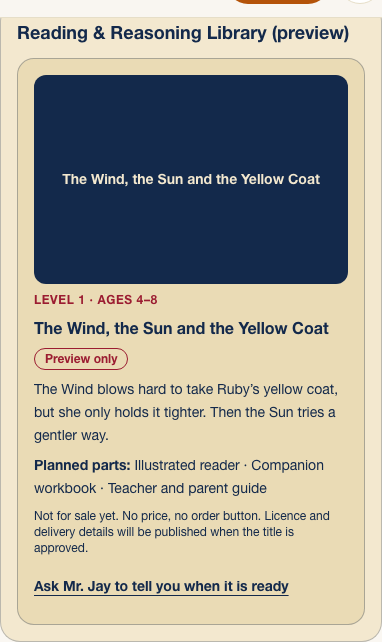 Reading & Reasoning Library (preview)
The Wind, the Sun and the Yellow Coat
LEVEL 1 · AGES 4–8
The Wind, the Sun and the Yellow Coat
Preview only
The Wind blows hard to take Ruby’s yellow coat,
but she only holds it tighter. Then the Sun tries a
gentler way.
Planned parts: Illustrated reader · Companion
workbook · Teacher and parent guide
Not for sale yet. No price, no order button. Licence and
delivery details will be published when the title is
approved.
Ask Mr. Jay to tell you when it is ready